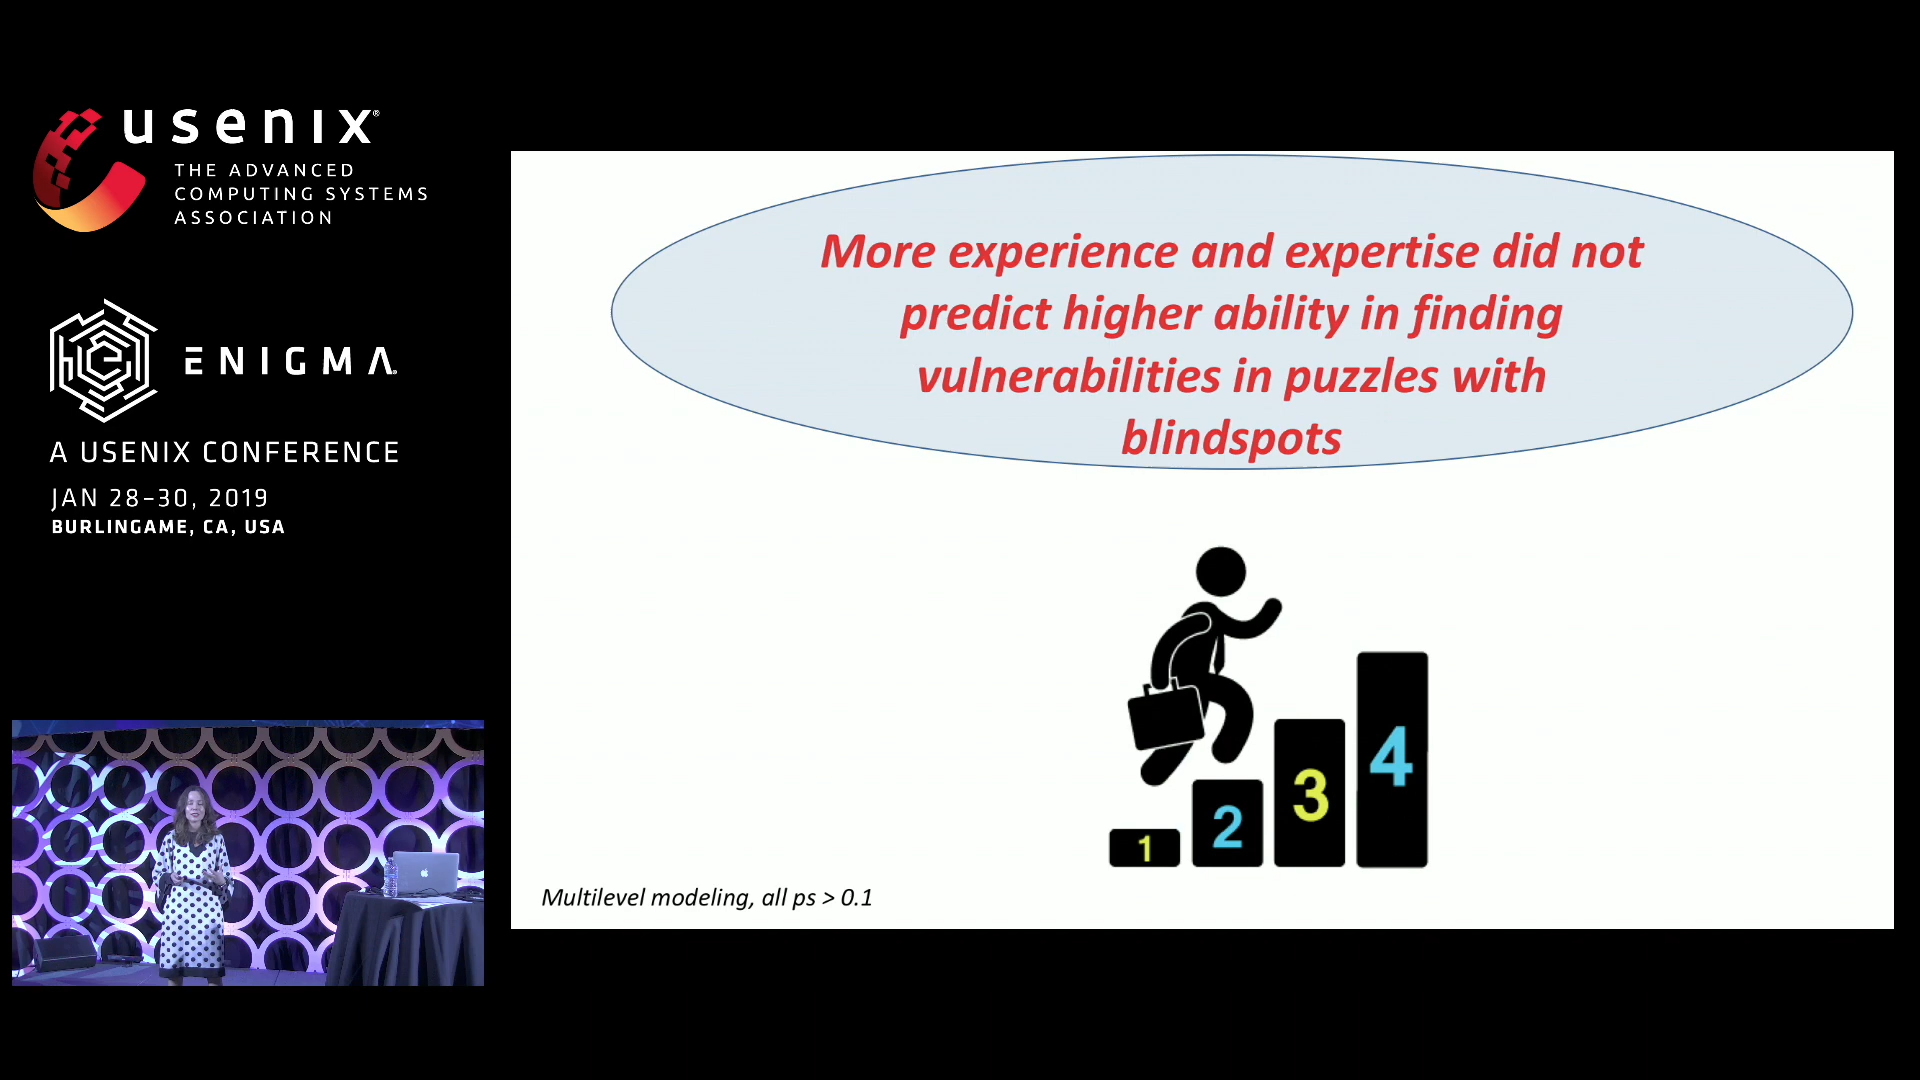 usenix®
THE ADVANCED
COMPUTING SYSTEMS
ASSOCIATION
ENIGMA.
A USENIX CONFERENCE
JAN 28–30, 2019
BURLINGAME, CA, USA
More experience and expertise did not
predict higher ability in finding
vulnerabilities in puzzles with
blindspots
1
2
3
4
Multilevel modeling, all ps > 0.1